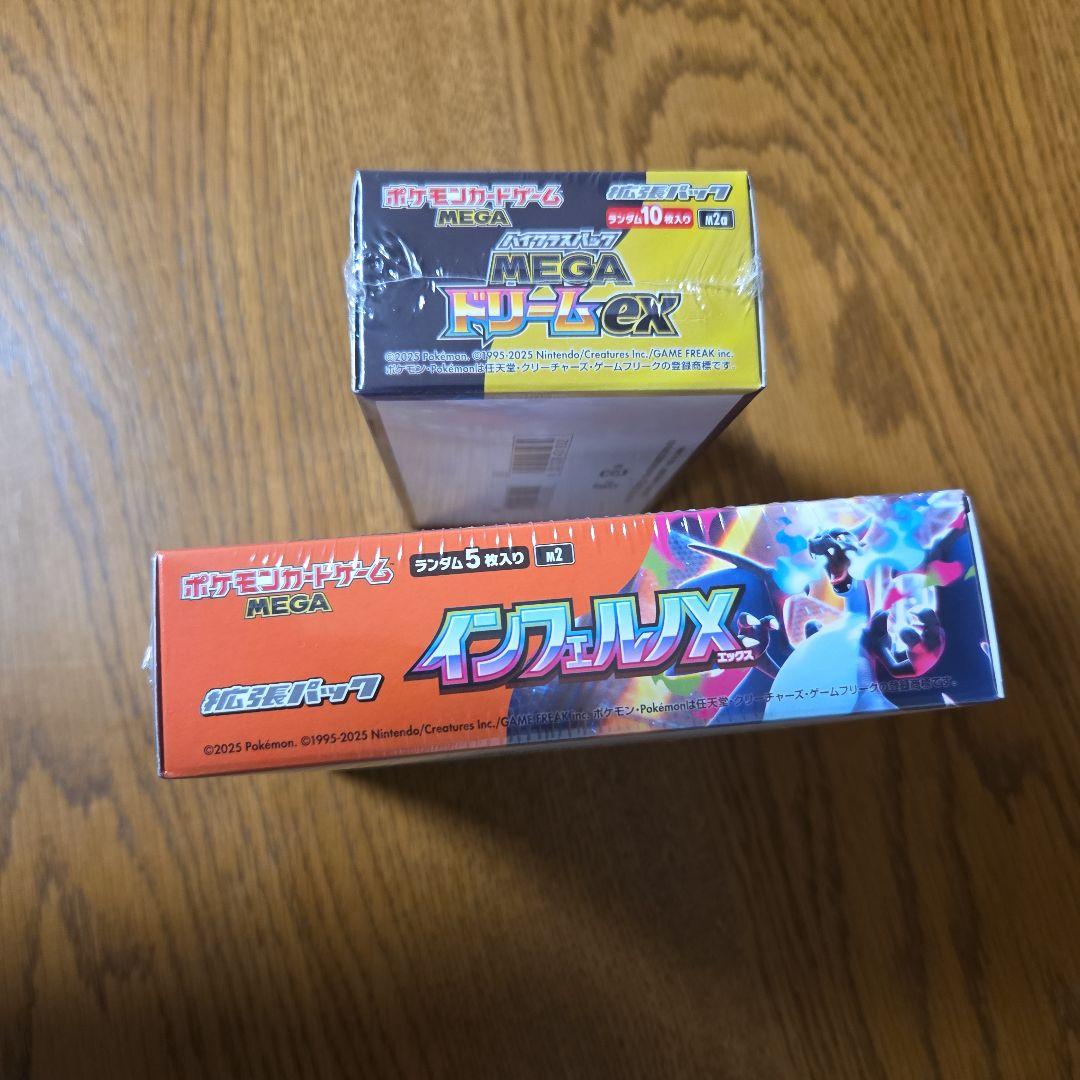 ポケモンカードゲーム
MEGA
拡張パック
ランダム10枚入り M2a
ハイクラスパック
MEGA
ドリームex
©2025 Pokémon. ©1995-2025 Nintendo/Creatures Inc./GAME FREAK inc.
ポケモン・Pokémonは任天堂・クリーチャーズ・ゲームフリークの登録商標です。
ポケモンカードゲーム
MEGA
ランダム5枚入り M2
インフェルノX
エックス
拡張パック
©2025 Pokémon. ©1995-2025 Nintendo/Creatures Inc./GAME FREAK inc. ポケモン・Pokémonは任天堂・クリーチャーズ・ゲームフリークの登録商標です。